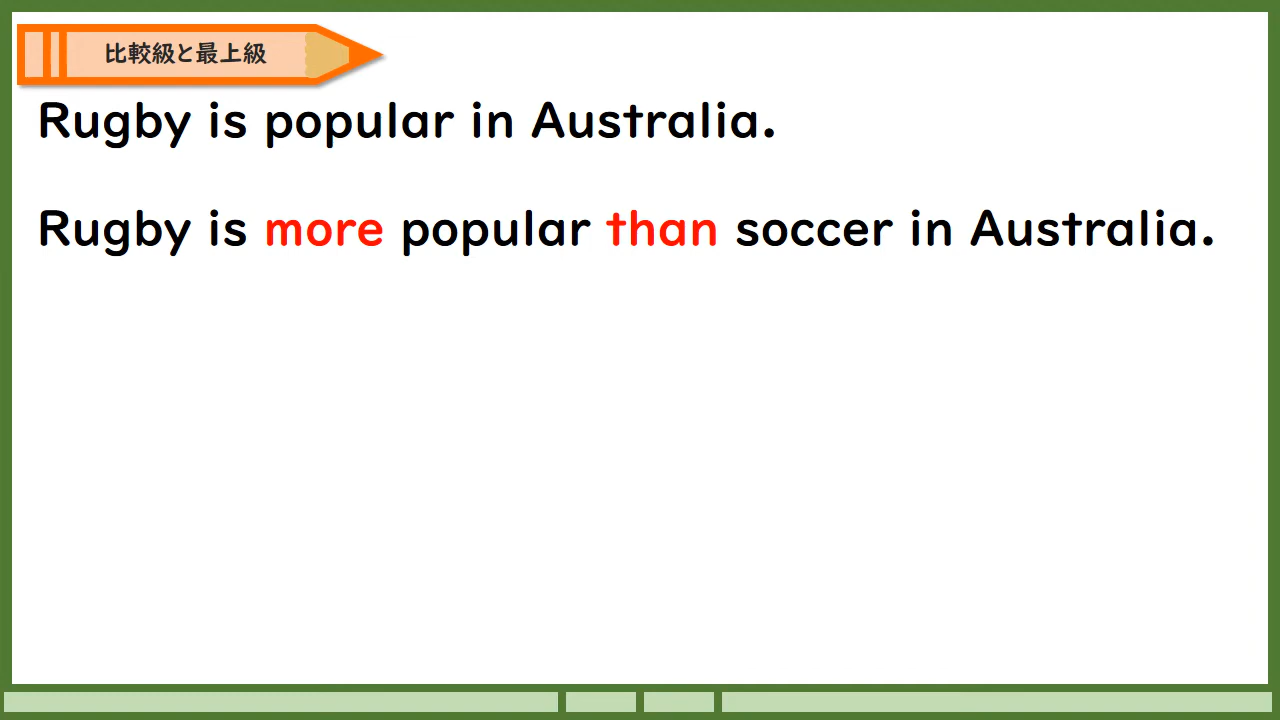 比較級と最上級
Rugby is popular in Australia.
Rugby is more popular than soccer in Australia.